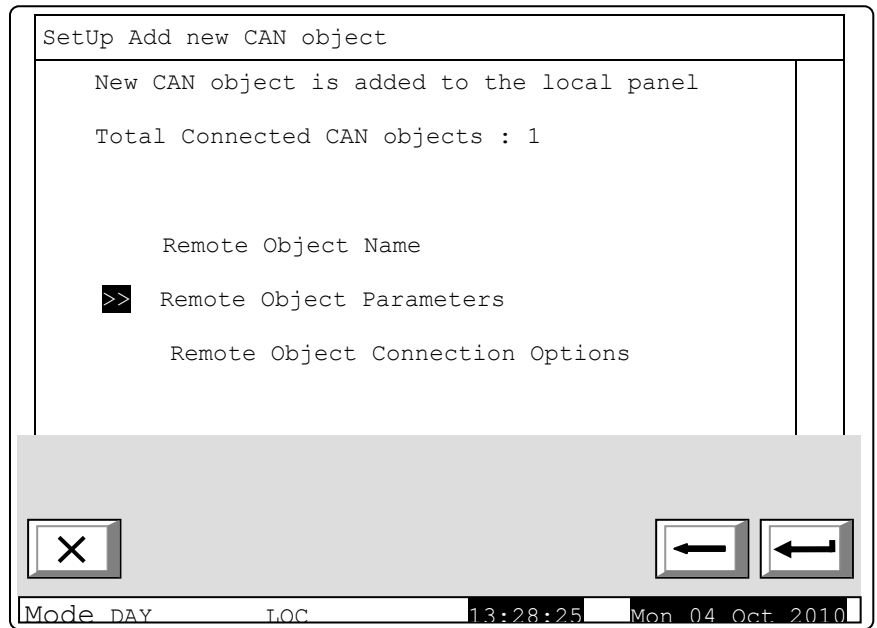 SetUp Add new CAN object
New CAN object is added to the local panel
Total Connected CAN objects : 1
Remote Object Name
>> Remote Object Parameters
Remote Object Connection Options
Mode DAY LOC 13:28:25 Mon 04 Oct 2010